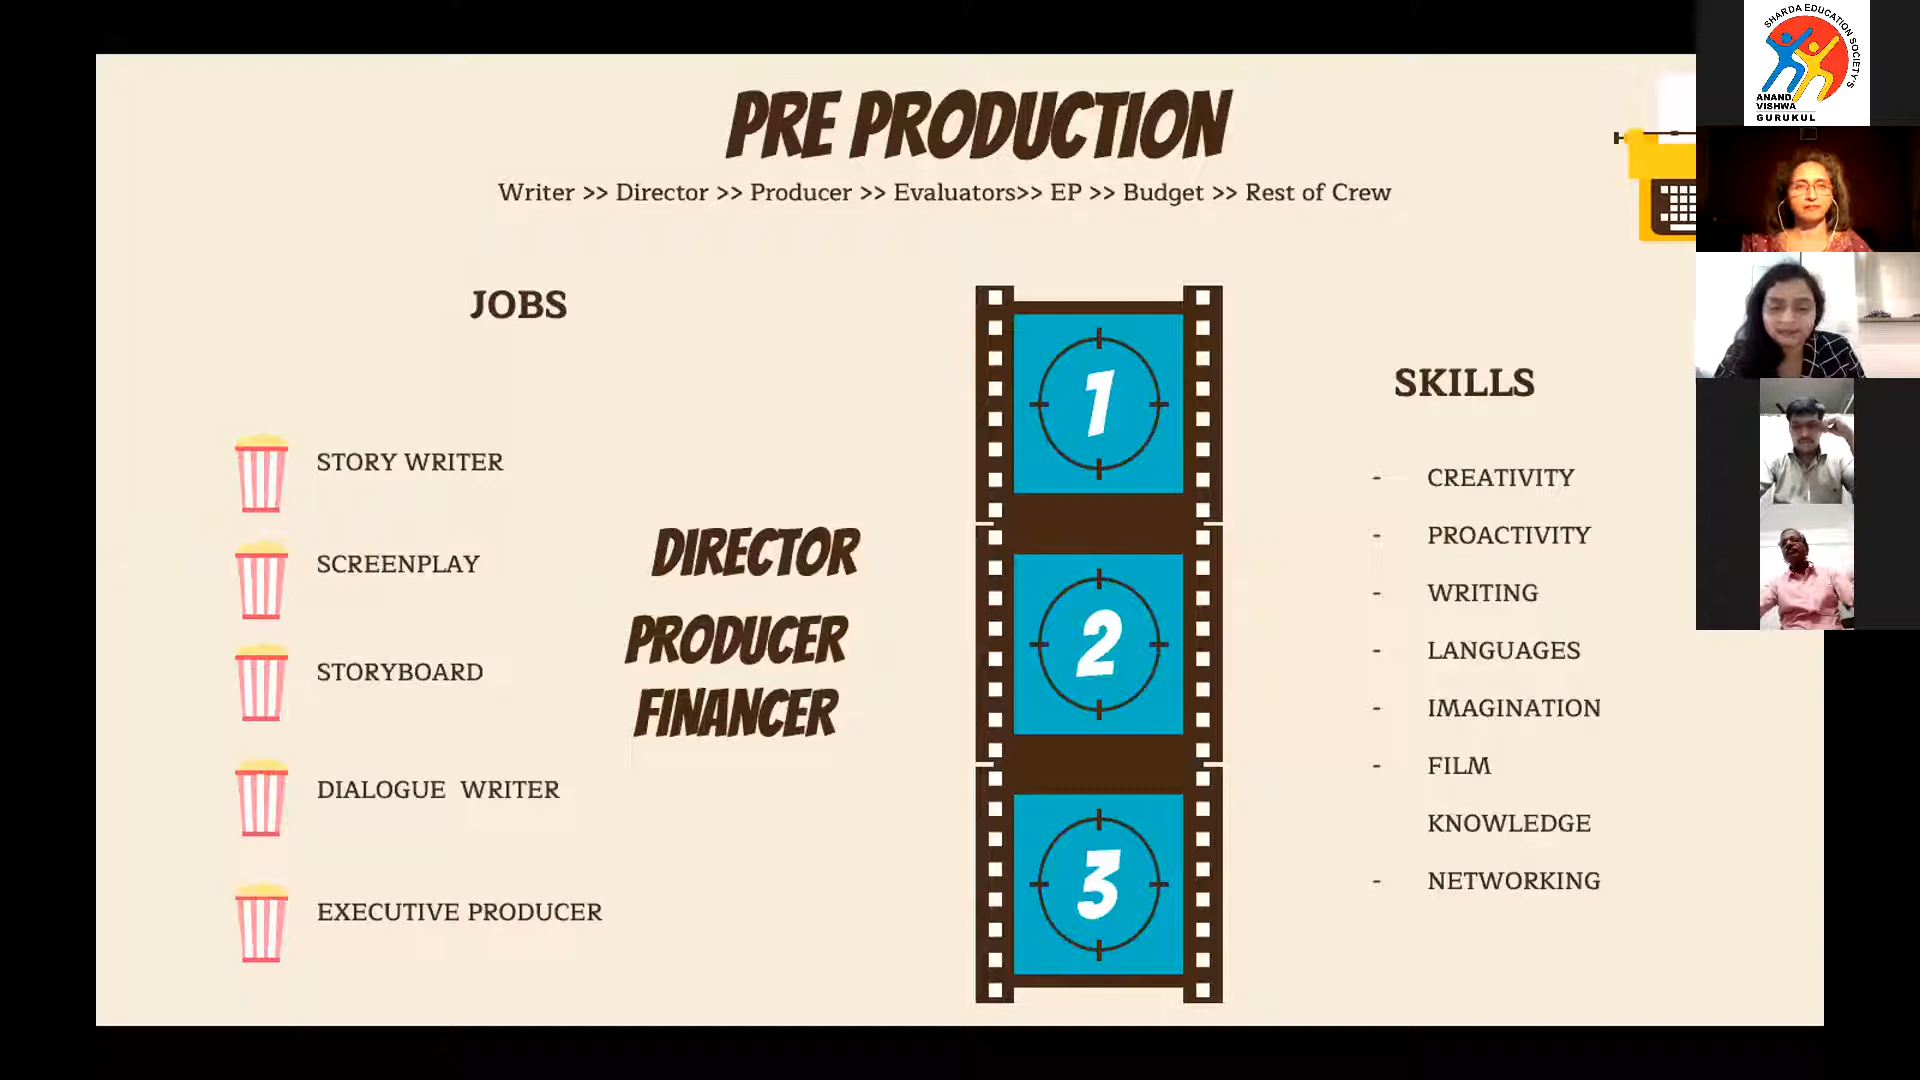 PRE PRODUCTION
Writer >> Director >> Producer >> Evaluators>> EP >> Budget >> Rest of Crew
JOBS
STORY WRITER
SCREENPLAY
STORYBOARD
DIALOGUE  WRITER
EXECUTIVE PRODUCER
DIRECTOR
PRODUCER
FINANCER
1
2
3
SKILLS
- CREATIVITY
- PROACTIVITY
- WRITING
- LANGUAGES
- IMAGINATION
- FILM
KNOWLEDGE
- NETWORKING
SHARDA EDUCATION SOCIETY'S
ANAND
VISHWA
GURUKUL